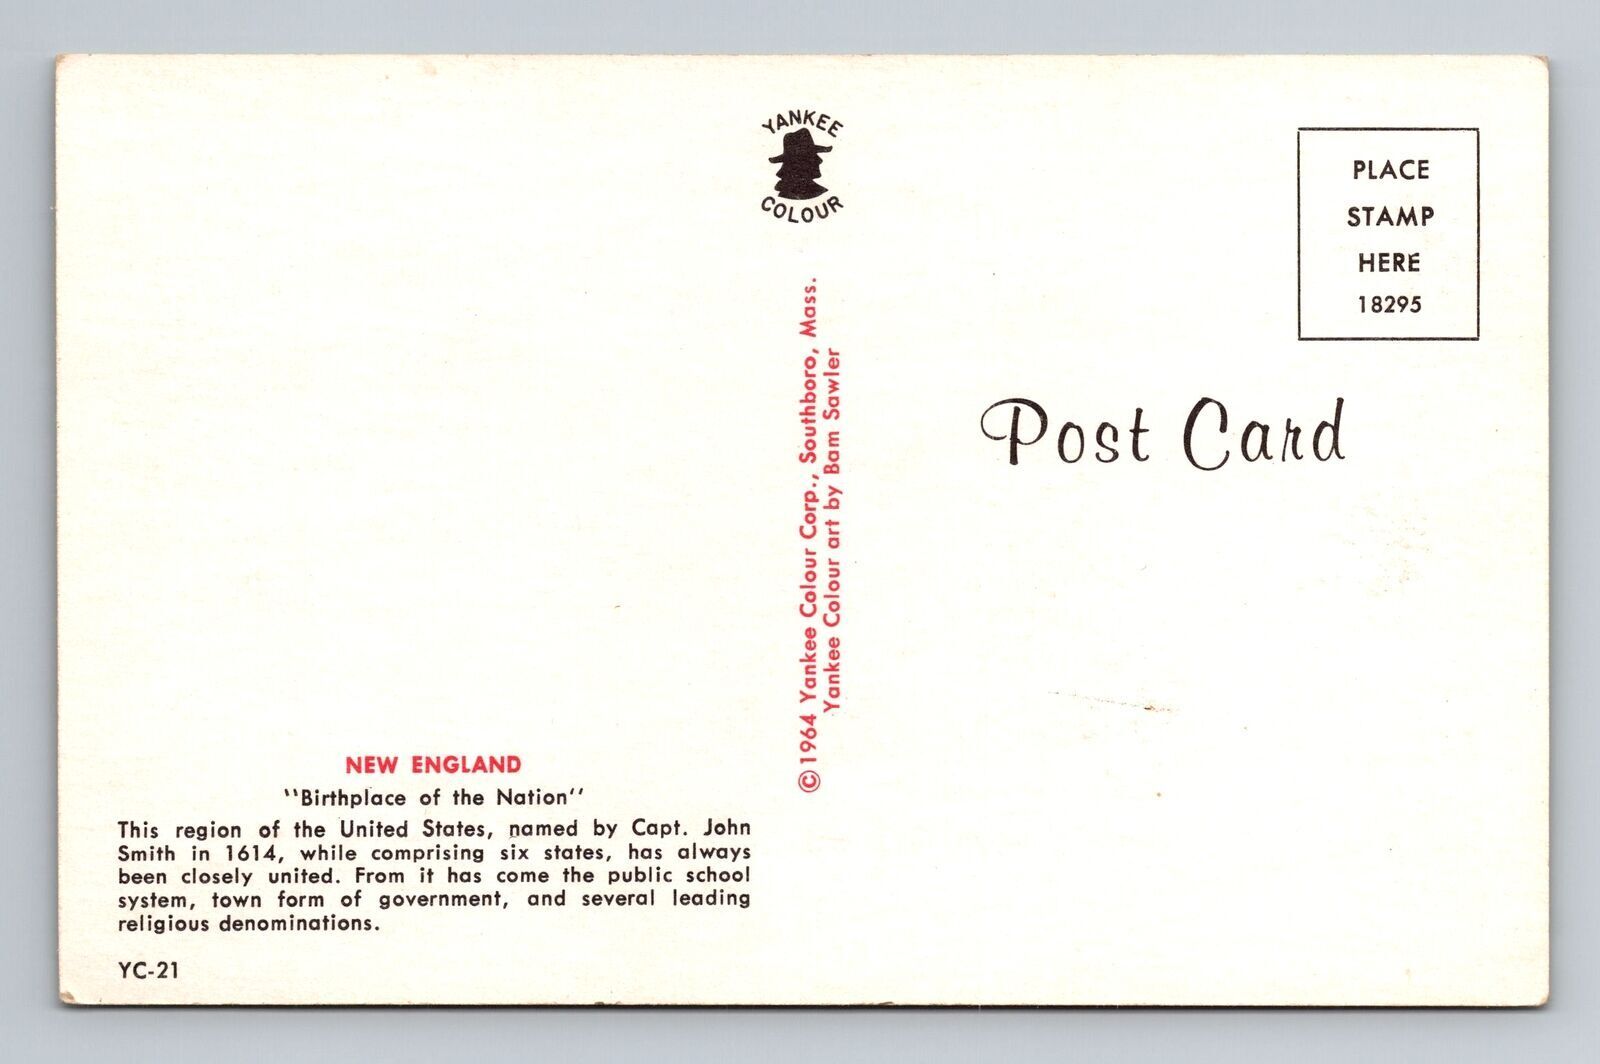 YANKEE
COLOUR
PLACE
STAMP
HERE
18295
Post Card
©1964 Yankee Colour Corp., Southboro, Mass.
Yankee Colour art by Bam Sawler
NEW ENGLAND
"Birthplace of the Nation"
This region of the United States, named by Capt. John
Smith in 1614, while comprising six states, has always
been closely united. From it has come the public school
system, town form of government, and several leading
religious denominations.
YC-21